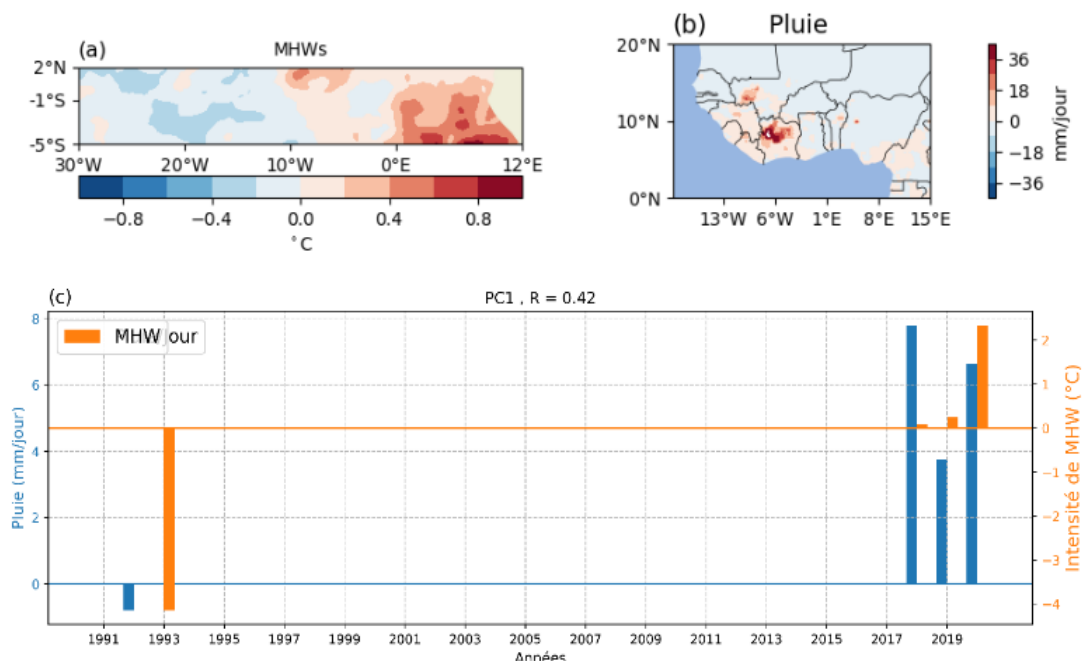 (a) MHWs
2°N
-1°S
-5°S
30°W 20°W 10°W 0°E 12°E
−0.8 −0.4 0.0 0.4 0.8
°C
(b) Pluie
20°N
10°N
0°N
13°W 6°W 1°E 8°E 15°E
36
18
0
−18
−36
mm/jour
(c) PC1 , R = 0.42
MHW jour
8
6
4
2
0
Pluie (mm/jour)
2
1
0
−1
−2
−3
−4
Intensité de MHW (°C)
1991 1993 1995 1997 1999 2001 2003 2005 2007 2009 2011 2013 2015 2017 2019
Années